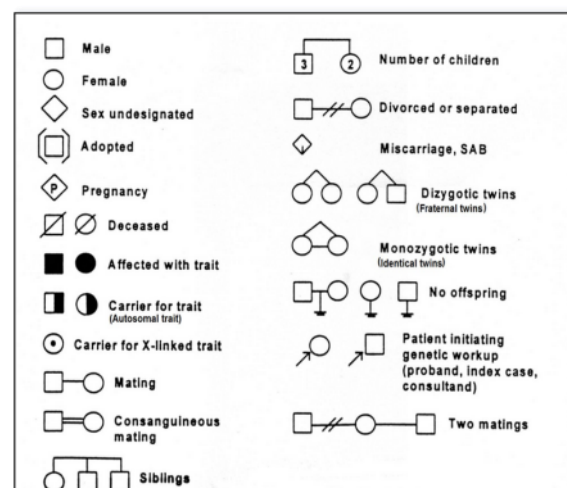 Male
Female
Sex undesignated
Adopted
P
Pregnancy
Deceased
Affected with trait
Carrier for trait
(Autosomal trait)
Carrier for X-linked trait
Mating
Consanguineous
mating
Siblings
3 2
Number of children
Divorced or separated
Miscarriage, SAB
Dizygotic twins
(Fraternal twins)
Monozygotic twins
(Identical twins)
No offspring
Patient initiating
genetic workup
(proband, index case,
consultand)
Two matings